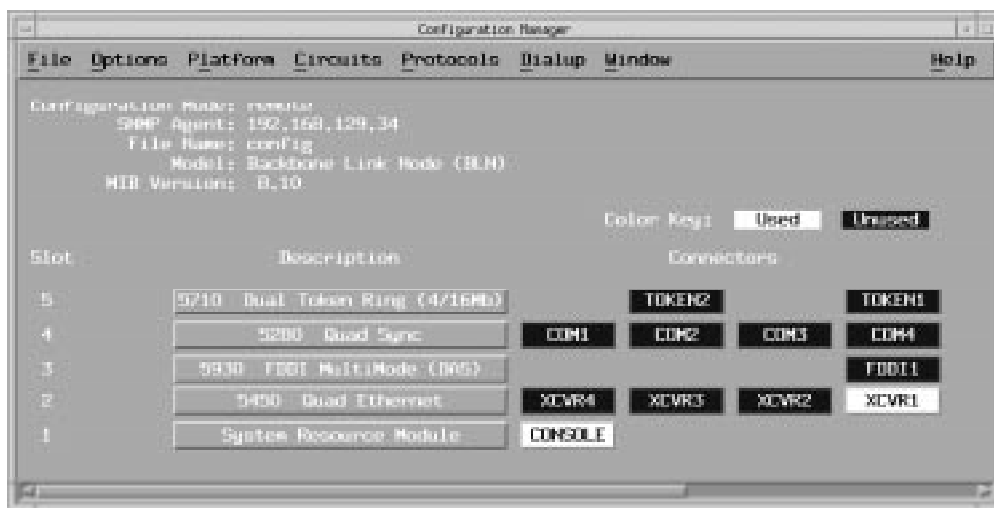 Configuration Manager
File Options Platform Circuits Protocols Dialup Window Help
Configuration Mode: remote
SNMP Agent: 192.168.129.34
File Name: config
Model: Backbone Link Node (BLN)
MIB Version: 8.10
Color Key: Used Unused
Slot Description Connectors
5 5710 Dual Token Ring (4/16Mb) TOKEN2 TOKEN1
4 5280 Quad Sync COM1 COM2 COM3 COM4
3 5930 FDDI MultiMode (DAS) FDDI1
2 5450 Quad Ethernet XCVR4 XCVR3 XCVR2 XCVR1
1 System Resource Module CONSOLE